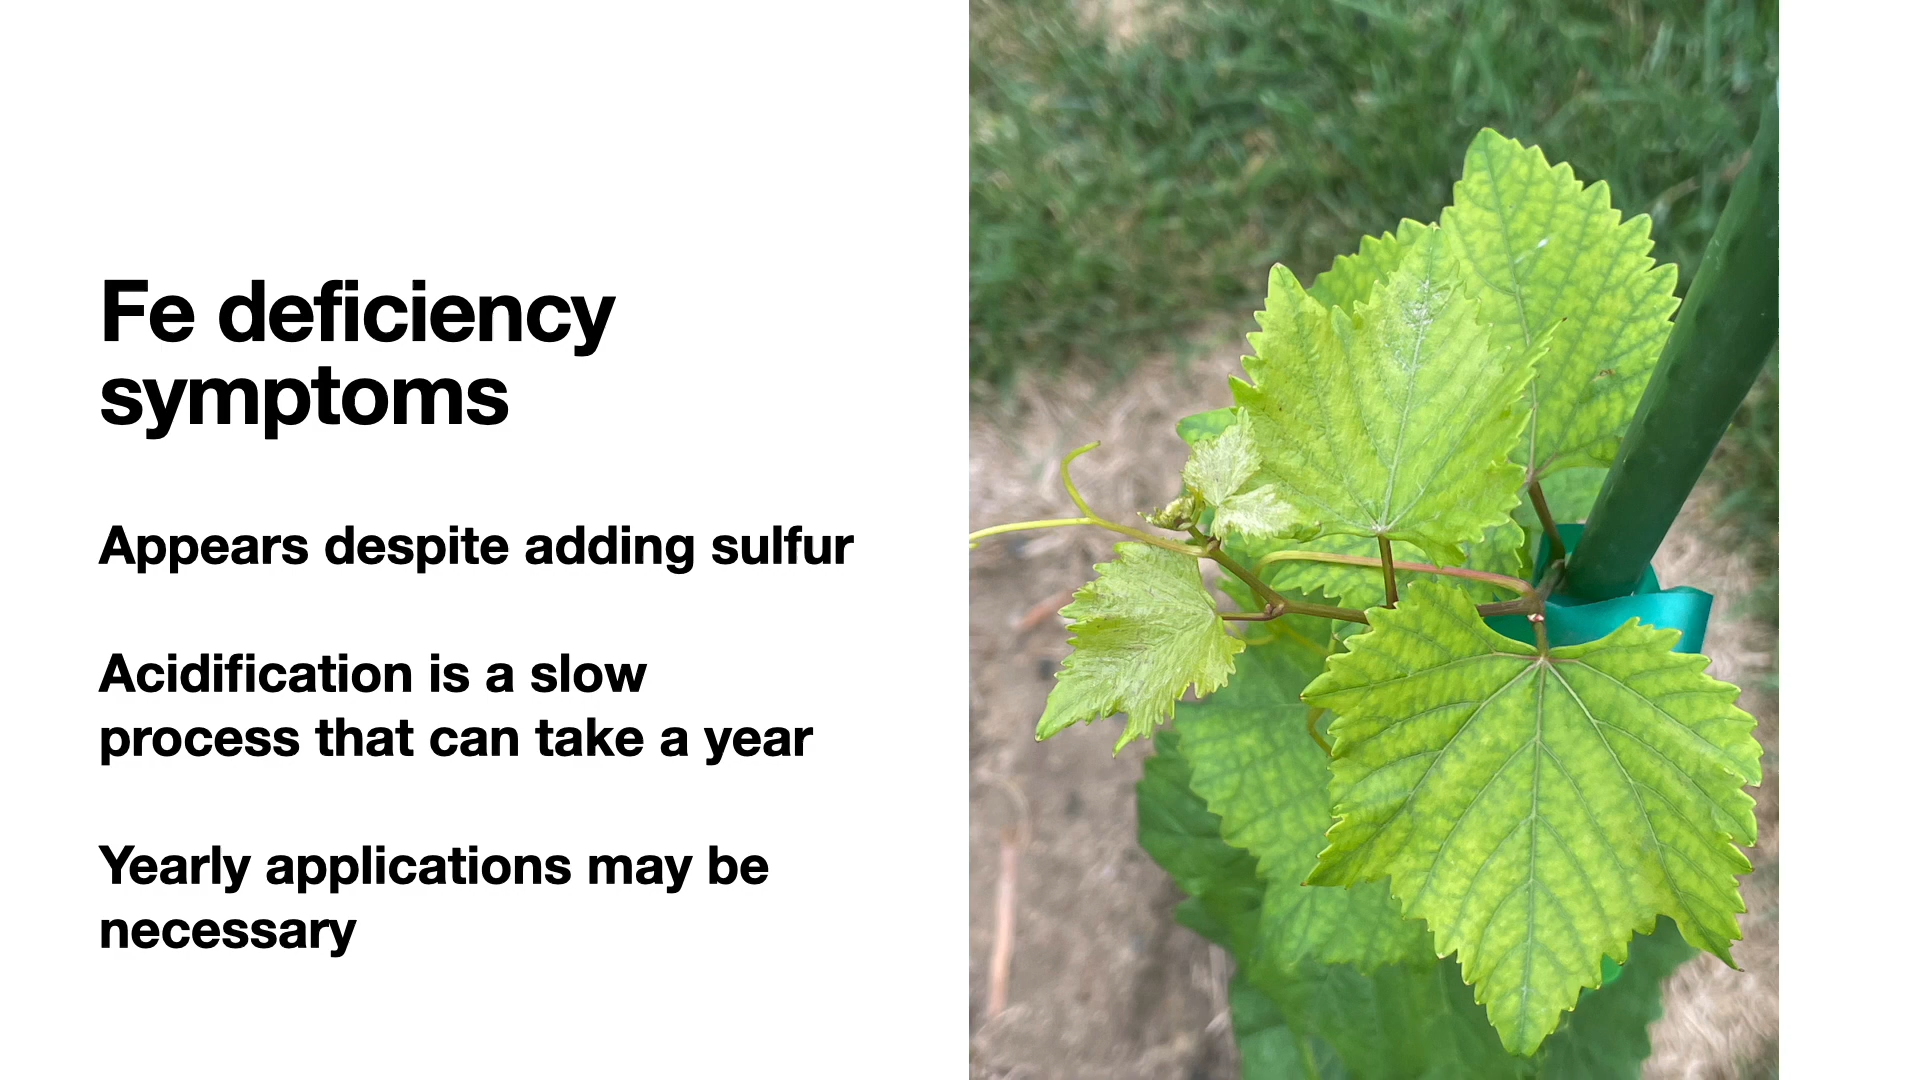 Fe deficiency
symptoms
Appears despite adding sulfur
Acidification is a slow
process that can take a year
Yearly applications may be
necessary